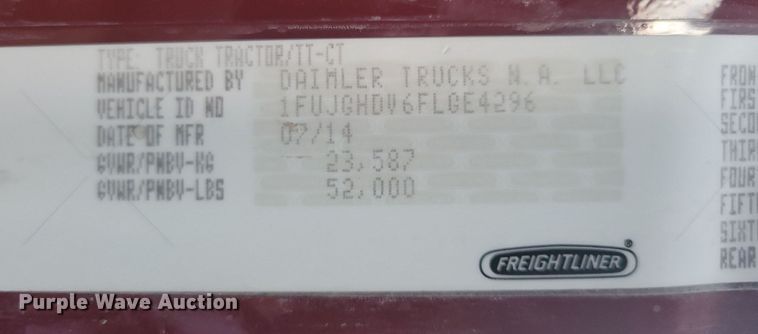 TYPE: TRUCK TRACTOR/TT-CT
MANUFACTURED BY DAIMLER TRUCKS N.A. LLC
VEHICLE ID NO 1FUJGHDV6FLGE4296
DATE OF MFR 07/14
GVWR/PNBV-KG 23,587
GVWR/PNBV-LBS 52,000
FRON
FIRS
SECO
THIR
FOUR
FIFT
SIXT
REAR
FREIGHTLINER®
Purple Wave Auction